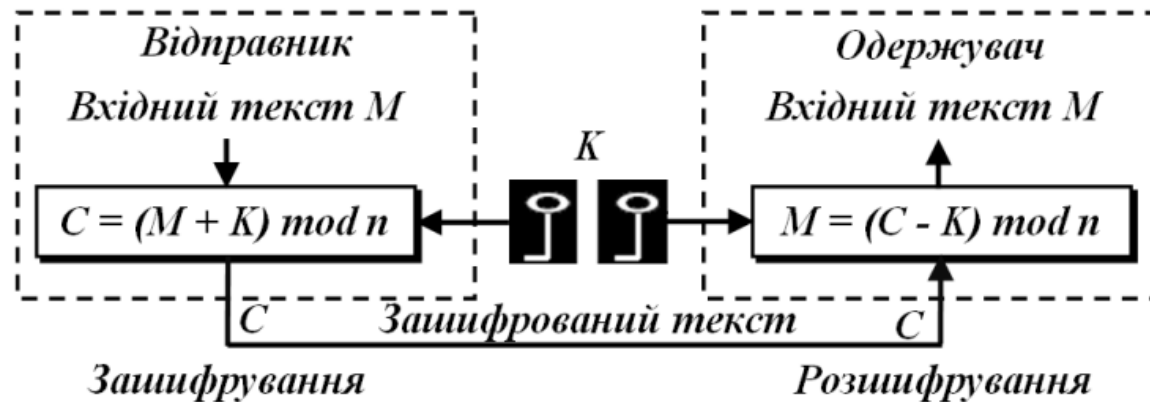 Відправник
Вхідний текст М
C = (M + K) mod n
K
Одержувач
Вхідний текст М
M = (C - K) mod n
C
Зашифрований текст
C
Зашифрування
Розшифрування